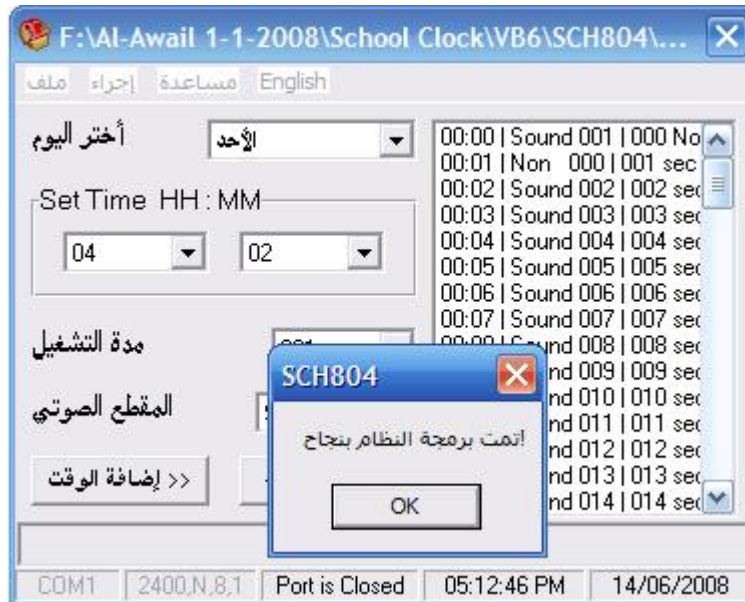 F:\Al-Awail 1-1-2008\School Clock\VB6\SCH804\...
ملف إجراء مساعدة English
أختر اليوم
الأحد
Set Time HH : MM
04
02
مدة التشغيل
المقطع الصوتي
<< إضافة الوقت
00:00 | Sound 001 | 000 No
00:01 | Non 000 | 001 sec
00:02 | Sound 002 | 002 sec
00:03 | Sound 003 | 003 sec
00:04 | Sound 004 | 004 sec
00:05 | Sound 005 | 005 sec
00:06 | Sound 006 | 006 sec
00:07 | Sound 007 | 007 sec
nd 008 | 008 sec
nd 009 | 009 sec
nd 010 | 010 sec
nd 011 | 011 sec
nd 012 | 012 sec
nd 013 | 013 sec
nd 014 | 014 sec
SCH804
!تمت برمجة النظام بنجاح
OK
COM1
2400,N,8,1
Port is Closed
05:12:46 PM
14/06/2008